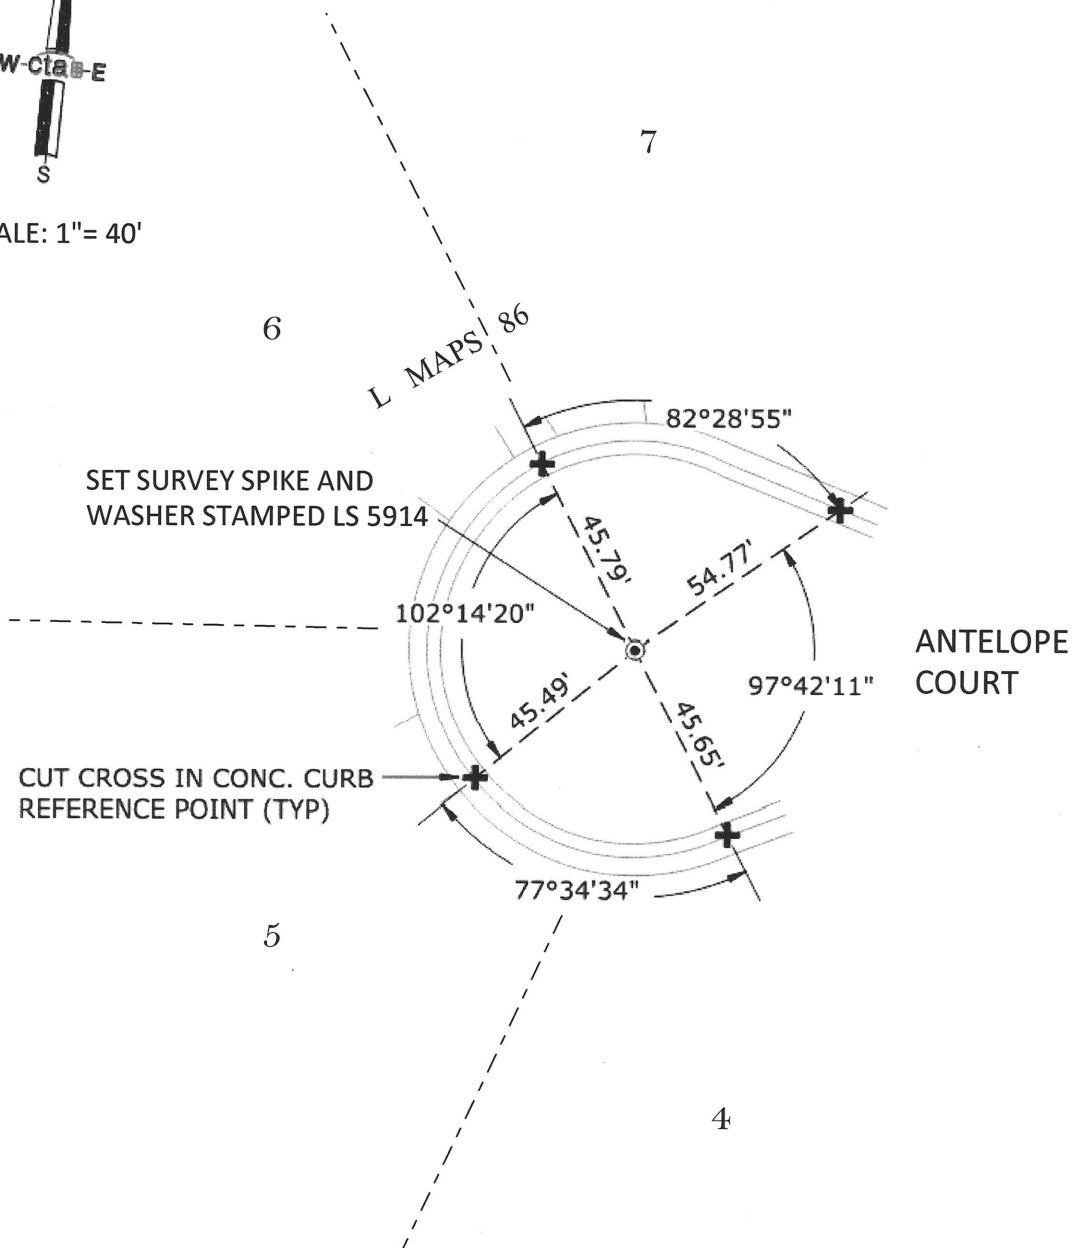 W cta E
S
ALE: 1"= 40'
7
6
L MAPS 86
82°28'55"
SET SURVEY SPIKE AND
WASHER STAMPED LS 5914
45.79'
54.77'
102°14'20"
ANTELOPE
COURT
97°42'11"
45.49'
45.65'
CUT CROSS IN CONC. CURB
REFERENCE POINT (TYP)
77°34'34"
5
4